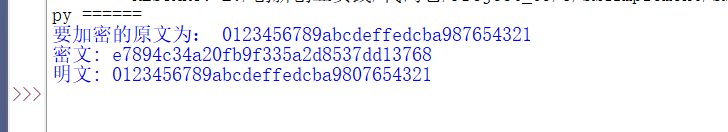 py ======
要加密的原文为： 0123456789abcdeffedcba987654321
密文: e7894c34a20fb9f335a2d8537dd13768
明文: 0123456789abcdeffedcba9807654321
>>>